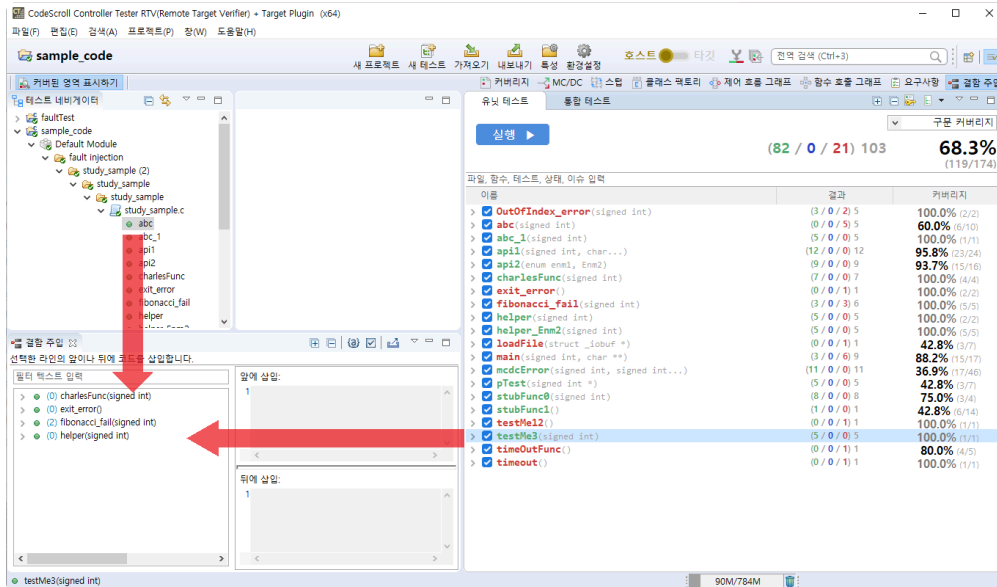 CodeScroll Controller Tester RTV(Remote Target Verifier) + Target Plugin (x64)
파일(F) 편집(E) 검색(A) 프로젝트(P) 창(W) 도움말(H)
sample_code
새 프로젝트 새 테스트 가져오기 내보내기 특성 환경설정
호스트 타깃
전역 검색 (Ctrl+3)
커버된 영역 표시하기
커버리지 MC/DC 스텁 클래스 팩토리 제어 흐름 그래프 함수 호출 그래프 요구사항 결함 주입
테스트 네비게이터
faultTest
sample_code
Default Module
fault injection
study_sample (2)
study_sample
study_sample
study_sample.c
abc
abc_1
api1
api2
charlesFunc
exit_error
fibonacci_fail
helper
helper_Enm2
결함 주입
선택한 라인의 앞이나 뒤에 코드를 삽입합니다.
필터 텍스트 입력
(0) charlesFunc(signed int)
(0) exit_error()
(2) fibonacci_fail(signed int)
(0) helper(signed int)
앞에 삽입:
1
뒤에 삽입:
1
유닛 테스트 통합 테스트
실행
구문 커버리지
(82 / 0 / 21) 103
68.3%
(119/174)
파일, 함수, 테스트, 상태, 이슈 입력
이름 결과 커버리지
OutOfIndex_error(signed int) (3 / 0 / 2) 5 100.0% (2/2)
abc(signed int) (0 / 0 / 5) 5 60.0% (6/10)
abc_1(signed int) (5 / 0 / 0) 5 100.0% (1/1)
api1(signed int, char...) (12 / 0 / 0) 12 95.8% (23/24)
api2(enum enm1, Enm2) (9 / 0 / 0) 9 93.7% (15/16)
charlesFunc(signed int) (7 / 0 / 0) 7 100.0% (4/4)
exit_error() (0 / 0 / 1) 1 100.0% (2/2)
fibonacci_fail(signed int) (3 / 0 / 3) 6 100.0% (5/5)
helper(signed int) (5 / 0 / 0) 5 100.0% (2/2)
helper_Enm2(signed int) (5 / 0 / 0) 5 100.0% (5/5)
loadFile(struct _iobuf *) (0 / 0 / 1) 1 42.8% (3/7)
main(signed int, char **) (3 / 0 / 6) 9 88.2% (15/17)
mcdcError(signed int, signed int...) (11 / 0 / 0) 11 36.9% (17/46)
pTest(signed int *) (5 / 0 / 0) 5 42.8% (3/7)
stubFunc0(signed int) (8 / 0 / 0) 8 75.0% (3/4)
stubFunc1() (1 / 0 / 0) 1 42.8% (6/14)
testMe12() (0 / 0 / 1) 1 100.0% (1/1)
testMe3(signed int) (5 / 0 / 0) 5 100.0% (1/1)
timeOutFunc() (0 / 0 / 1) 1 80.0% (4/5)
timeout() (0 / 0 / 1) 1 100.0% (1/1)
testMe3(signed int)
90M/784M